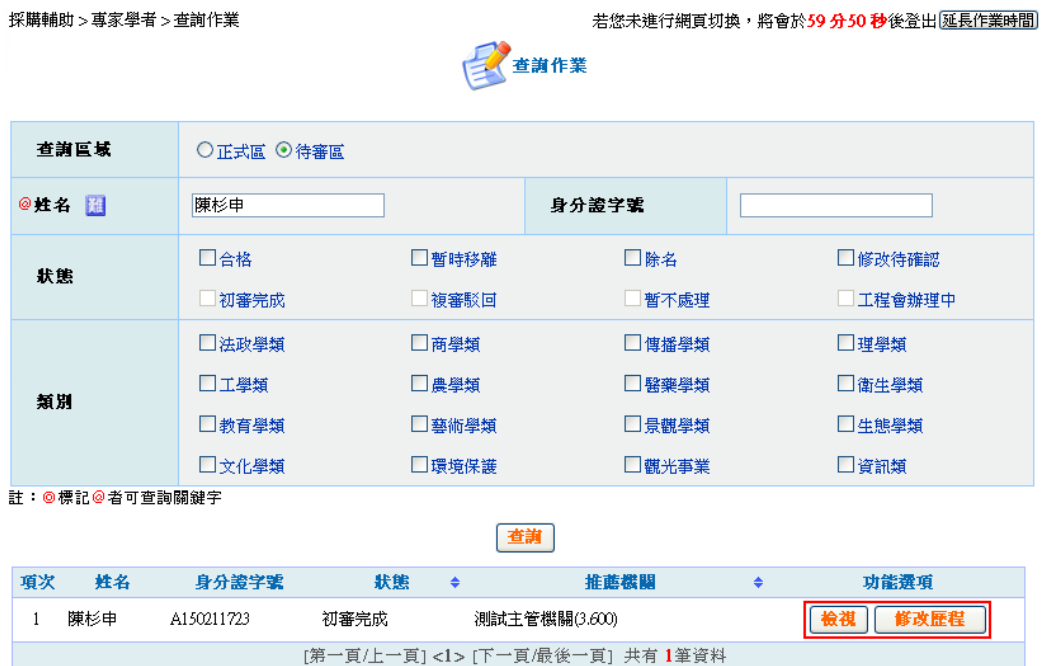 採購輔助 > 專家學者 > 查詢作業 若您未進行網頁切換，將會於59 分50 秒後登出 延長作業時間
查詢作業
查詢區域 正式區 待審區
@姓名 難 陳杉申 身分證字號
狀態 合格 暫時移離 除名 修改待確認
初審完成 複審駁回 暫不處理 工程會辦理中
類別 法政學類 商學類 傳播學類 理學類
工學類 農學類 醫藥學類 衛生學類
教育學類 藝術學類 景觀學類 生態學類
文化學類 環境保護 觀光事業 資訊類
註：◎標記@者可查詢關鍵字
查詢
項次 姓名 身分證字號 狀態 推薦機關 功能選項
1 陳杉申 A150211723 初審完成 測試主管機關(3.600) 檢視 修改歷程
[第一頁/上一頁] <1> [下一頁/最後一頁] 共有 1筆資料